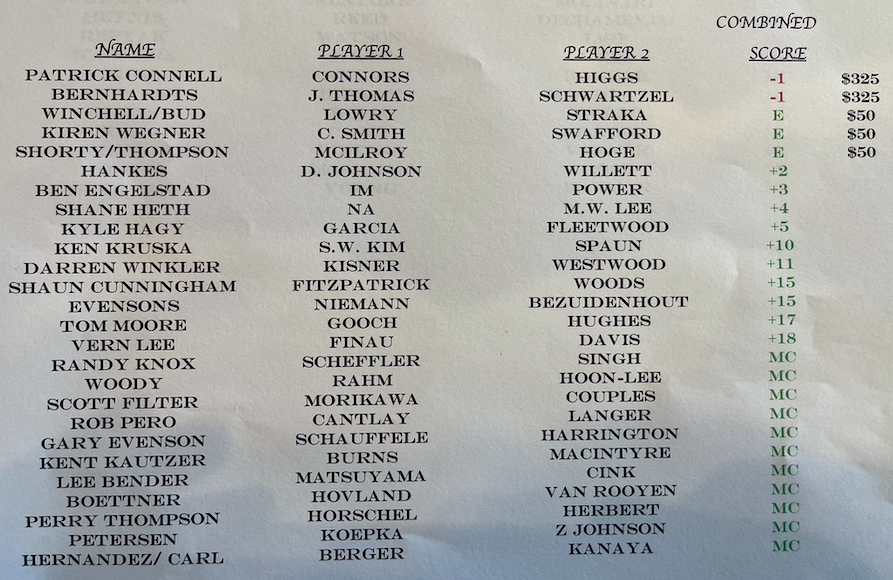 COMBINED
NAME PLAYER 1 PLAYER 2 SCORE
PATRICK CONNELL CONNORS HIGGS -1 $325
BERNHARDTS J. THOMAS SCHWARTZEL -1 $325
WINCHELL/BUD LOWRY STRAKA E $50
KIREN WEGNER C. SMITH SWAFFORD E $50
SHORTY/THOMPSON MCILROY HOGE E $50
HANKES D. JOHNSON WILLETT +2
BEN ENGELSTAD IM POWER +3
SHANE HETH NA M.W. LEE +4
KYLE HAGY GARCIA FLEETWOOD +5
KEN KRUSKA S.W. KIM SPAUN +10
DARREN WINKLER KISNER WESTWOOD +11
SHAUN CUNNINGHAM FITZPATRICK WOODS +15
EVENSONS NIEMANN BEZUIDENHOUT +15
TOM MOORE GOOCH HUGHES +17
VERN LEE FINAU DAVIS +18
RANDY KNOX SCHEFFLER SINGH MC
WOODY RAHM HOON-LEE MC
SCOTT FILTER MORIKAWA COUPLES MC
ROB PERO CANTLAY LANGER MC
GARY EVENSON SCHAUFFELE HARRINGTON MC
KENT KAUTZER BURNS MACINTYRE MC
LEE BENDER MATSUYAMA CINK MC
BOETTNER HOVLAND VAN ROOYEN MC
PERRY THOMPSON HORSCHEL HERBERT MC
PETERSEN KOEPKA Z JOHNSON MC
HERNANDEZ/ CARL BERGER KANAYA MC